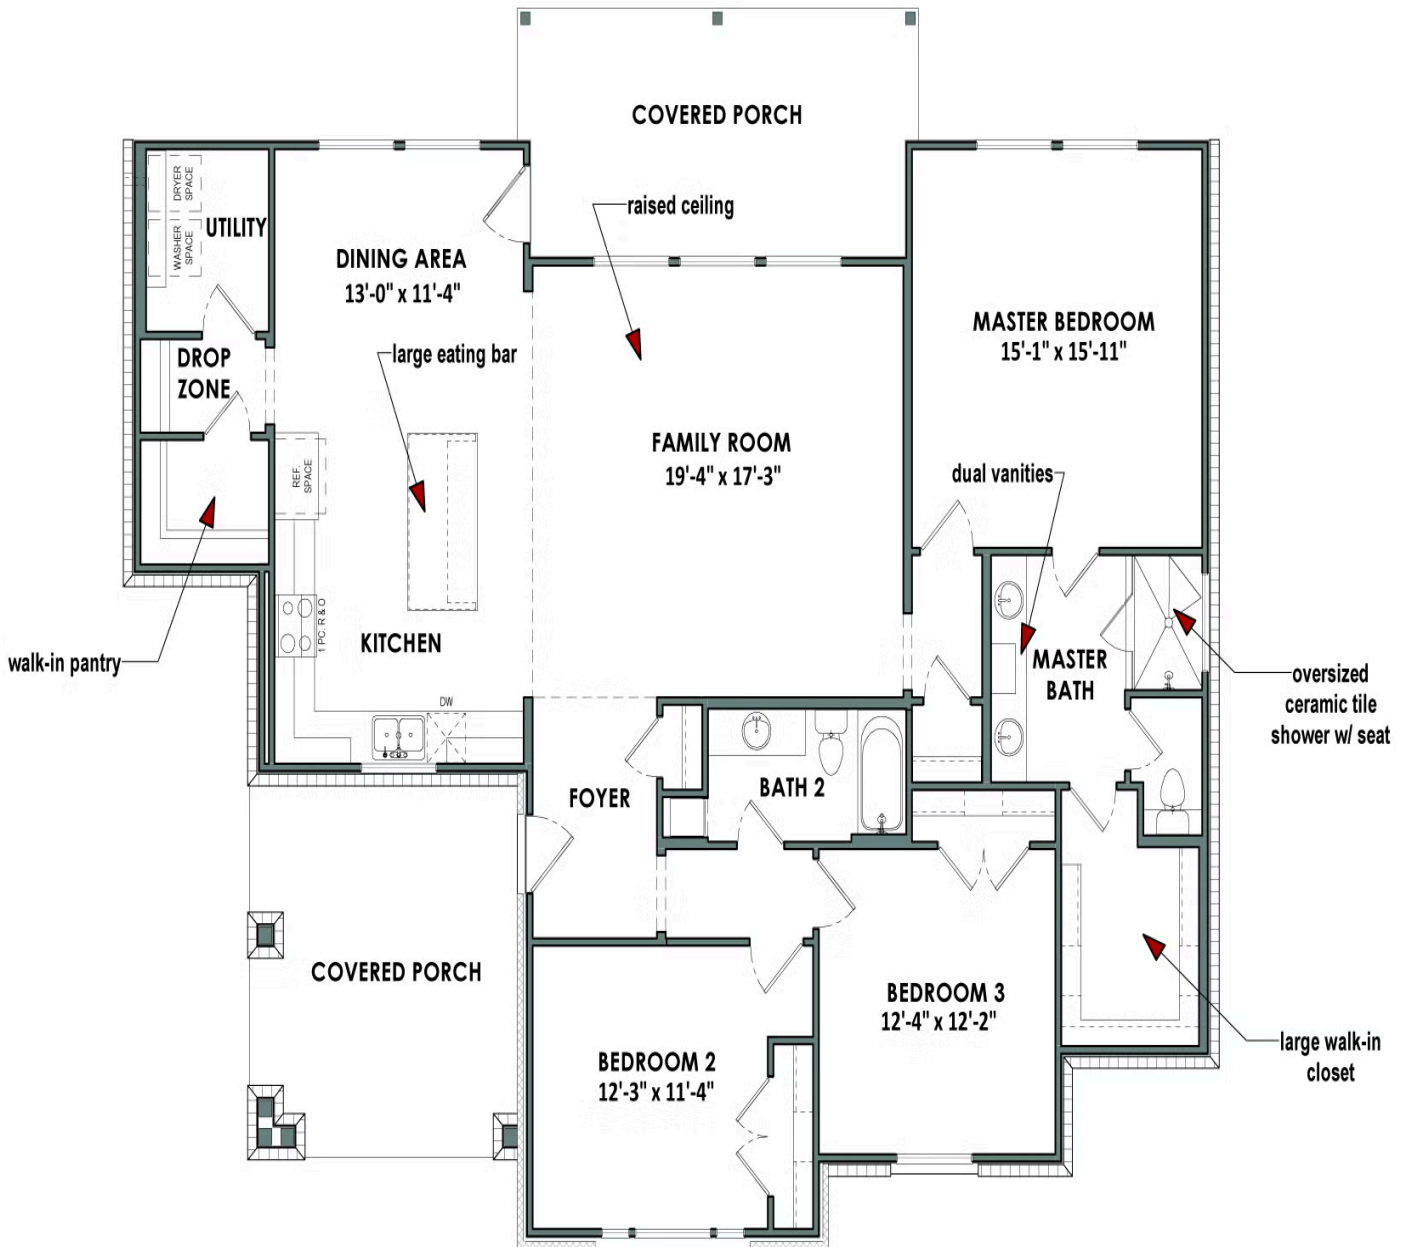 COVERED PORCH
raised ceiling
DRYER
SPACE
WASHER
SPACE
UTILITY
DINING AREA
13'-0" x 11'-4"
MASTER BEDROOM
15'-1" x 15'-11"
DROP
ZONE
large eating bar
FAMILY ROOM
19'-4" x 17'-3"
REF.
SPACE
dual vanities
1 PC. R & O
KITCHEN
walk-in pantry
MASTER
BATH
oversized
ceramic tile
shower w/ seat
DW
FOYER
BATH 2
COVERED PORCH
BEDROOM 3
12'-4" x 12'-2"
BEDROOM 2
12'-3" x 11'-4"
large walk-in
closet